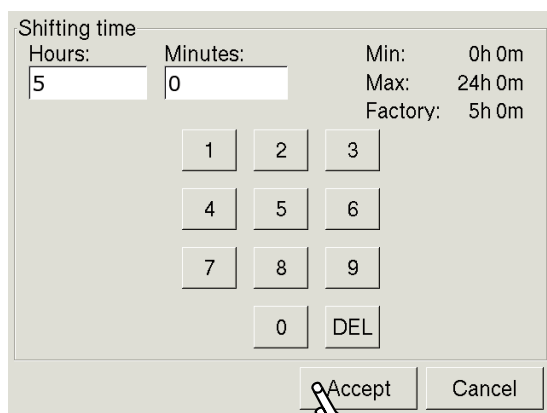 Shifting time
Hours: Minutes: Min: 0h 0m
5 0 Max: 24h 0m
Factory: 5h 0m
1 2 3
4 5 6
7 8 9
0 DEL
Accept Cancel